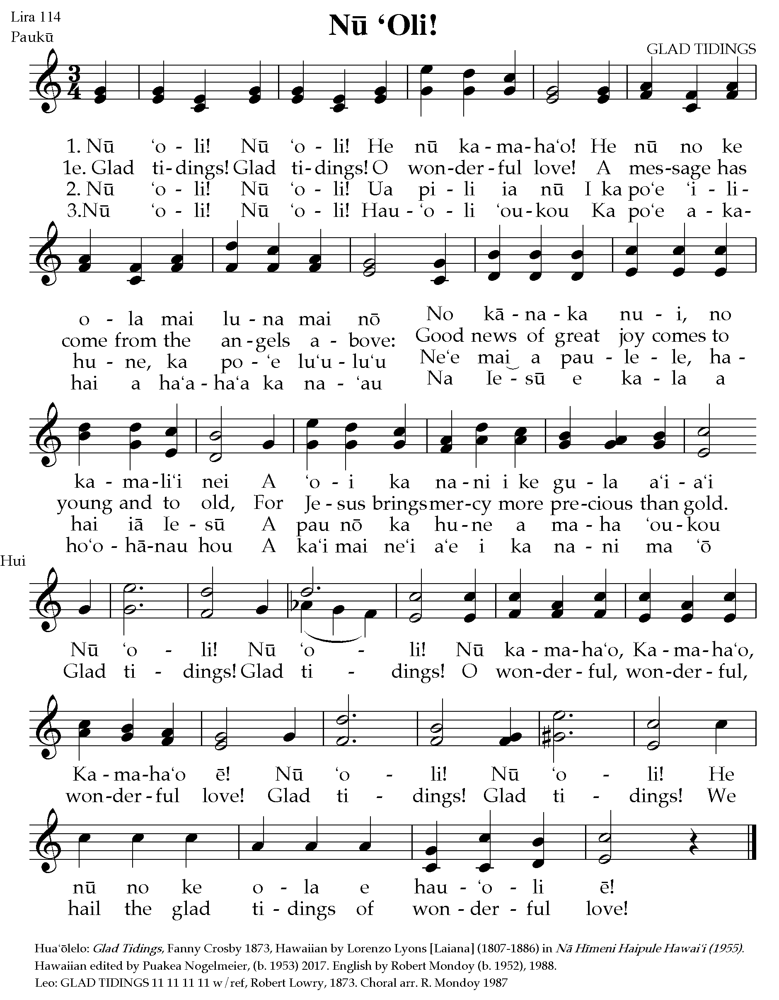 Lira 114
Nū ʻOli!
Paukū
GLAD TIDINGS
3
4
1. Nū ʻo - li! Nū ʻo - li! He nū ka - ma-haʻo! He nū no ke
1e. Glad ti - dings! Glad ti - dings! O won-der - ful love! A mes-sage has
2. Nū ʻo - li! Nū ʻo - li! Ua pi - li ia nū I ka poʻe ʻi - li-
3.Nū ʻo - li! Nū ʻo - li! Hau - ʻo - li ʻou-kou Ka poʻe a - ka-
o - la mai lu - na mai nō No kā - na - ka nu - i, no
come from the an - gels a - bove: Good news of great joy comes to
hu - ne, ka po - ʻe luʻu - luʻu Neʻe mai‿a pau - le - le, ha -
hai a haʻa - haʻa ka na - ʻau Na Ie - sū e ka - la a
ka - ma-liʻi nei A ʻo - i ka na - ni i ke gu - la aʻi - aʻi
young and to old, For Je - sus brings mer-cy more pre-cious than gold.
hai iā Ie - sū A pau nō ka hu - ne a ma - ha ʻou - kou
hoʻo - hā-nau hou A kaʻi mai neʻi aʻe i ka na - ni ma ʻō
Hui
Nū ʻo - li! Nū ʻo - li! Nū ka - ma-haʻo, Ka - ma-haʻo,
Glad ti - dings! Glad ti - dings! O won-der - ful, won-der - ful,
Ka - ma-haʻo ē! Nū ʻo - li! Nū ʻo - li! He
won-der - ful love! Glad ti - dings! Glad ti - dings! We
nū no ke o - la e hau - ʻo - li ē!
hail the glad ti - dings of won - der - ful love!
Huaʻōlelo: Glad Tidings, Fanny Crosby 1873, Hawaiian by Lorenzo Lyons [Laiana] (1807-1886) in Nā Hīmeni Haipule Hawaiʻi (1955).
Hawaiian edited by Puakea Nogelmeier, (b. 1953) 2017. English by Robert Mondoy (b. 1952), 1988.
Leo: GLAD TIDINGS 11 11 11 11 w/ref, Robert Lowry, 1873. Choral arr. R. Mondoy 1987